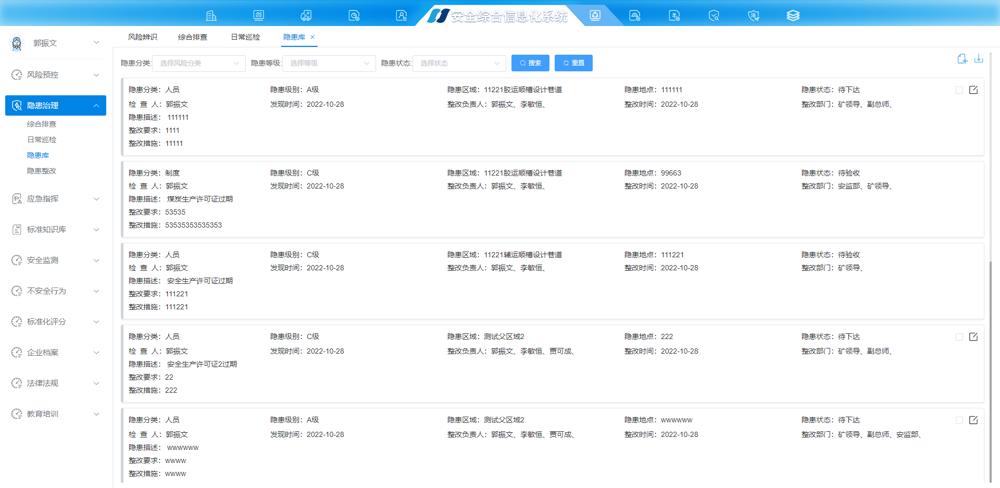 安全综合信息化系统
郭振文
风险预控
隐患治理
综合排查
日常巡检
隐患库
隐患整改
应急指挥
标准知识库
安全监测
不安全行为
标准化评分
企业档案
法律法规
教育培训
风险辨识 综合排查 日常巡检 隐患库 ×
隐患分类: 选择风险分类 隐患等级: 选择等级 隐患状态: 选择状态 搜索 重置
隐患分类：人员 隐患级别：A级 隐患区域：11221胶运顺槽设计巷道 隐患地点：111111 隐患状态：待下达
检 查 人：郭振文 发现时间：2022-10-28 整改负责人：郭振文、李敏恒、 整改时间：2022-10-28 整改部门：矿领导、副总师、
隐患描述： 111111
整改要求：1111
整改措施：11111
隐患分类：制度 隐患级别：C级 隐患区域：11221胶运顺槽设计巷道 隐患地点：99663 隐患状态：待验收
检 查 人：郭振文 发现时间：2022-10-28 整改负责人：郭振文、李敏恒、 整改时间：2022-10-28 整改部门：安监部、矿领导、
隐患描述： 煤炭生产许可证过期
整改要求：53535
整改措施：53535353535353
隐患分类：人员 隐患级别：C级 隐患区域：11221辅运顺槽设计巷道 隐患地点：111221 隐患状态：待验收
检 查 人：郭振文 发现时间：2022-10-28 整改负责人：郭振文、李敏恒、 整改时间：2022-10-28 整改部门：矿领导、
隐患描述： 安全生产许可证过期
整改要求：111221
整改措施：111221
隐患分类：人员 隐患级别：C级 隐患区域：测试父区域2 隐患地点：222 隐患状态：待下达
检 查 人：郭振文 发现时间：2022-10-28 整改负责人：郭振文、李敏恒、贾可成、 整改时间：2022-10-28 整改部门：矿领导、副总师、
隐患描述： 安全生产许可证2过期
整改要求：22
整改措施：222
隐患分类：人员 隐患级别：A级 隐患区域：测试父区域2 隐患地点：wwwwww 隐患状态：待下达
检 查 人：郭振文 发现时间：2022-10-28 整改负责人：郭振文、李敏恒、贾可成、 整改时间：2022-10-28 整改部门：矿领导、副总师、安监部、
隐患描述： wwwwww
整改要求：wwww
整改措施：wwww